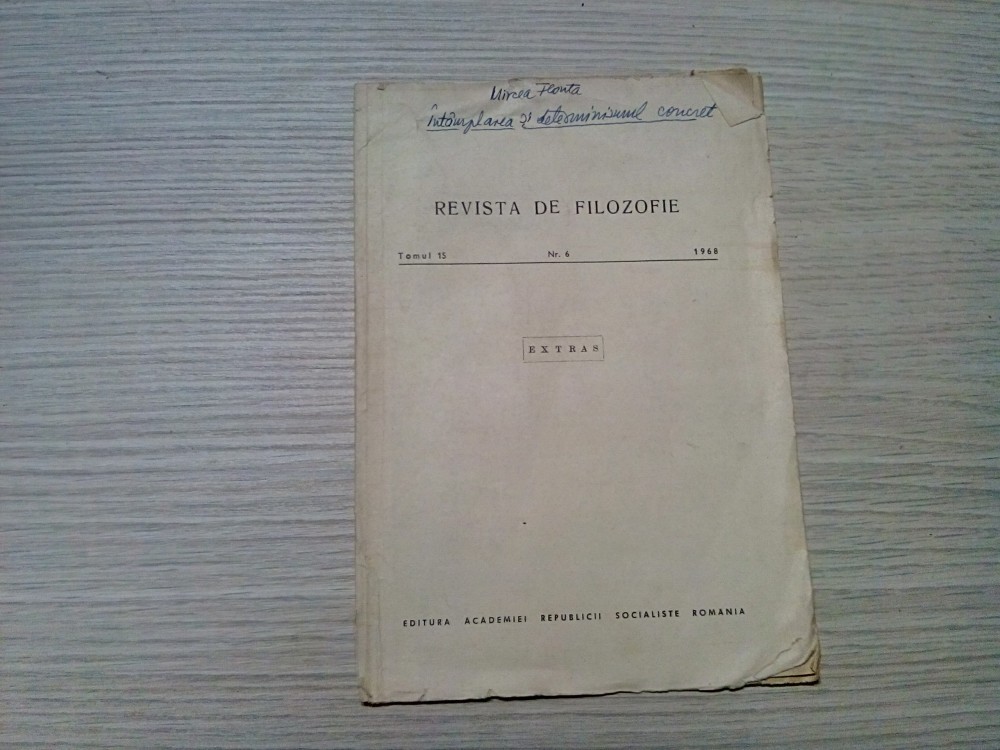 Mircea Flonta
Întâmplarea și determinismul concret
REVISTA DE FILOZOFIE
Tomul 15 Nr. 6 1968
EXTRAS
EDITURA ACADEMIEI REPUBLICII SOCIALISTE ROMANIA